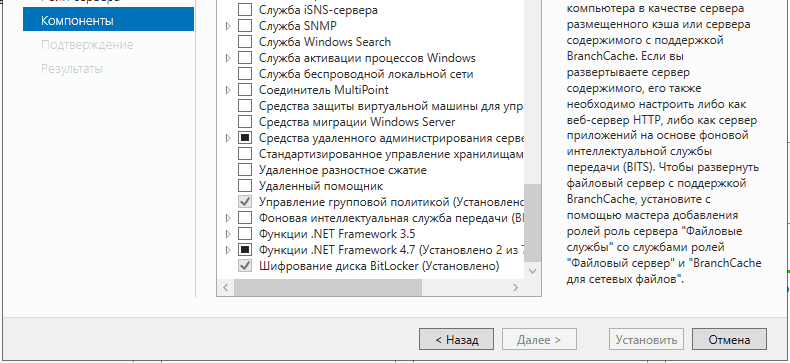 Компоненты
Подтверждение
Результаты
Служба iSNS-сервера
Служба SNMP
Служба Windows Search
Служба активации процессов Windows
Служба беспроводной локальной сети
Соединитель MultiPoint
Средства защиты виртуальной машины для упр
Средства миграции Windows Server
Средства удаленного администрирования серве
Стандартизированное управление хранилищам
Удаленное разностное сжатие
Удаленный помощник
Управление групповой политикой (Установлено
Фоновая интеллектуальная служба передачи (BI
Функции .NET Framework 3.5
Функции .NET Framework 4.7 (Установлено 2 из 7
Шифрование диска BitLocker (Установлено)
компьютера в качестве сервера
размещенного кэша или сервера
содержимого с поддержкой
BranchCache. Если вы
развертываете сервер
содержимого, его также
необходимо настроить либо как
веб-сервер HTTP, либо как сервер
приложений на основе фоновой
интеллектуальной службы
передачи (BITS). Чтобы развернуть
файловый сервер с поддержкой
BranchCache, установите с
помощью мастера добавления
ролей роль сервера "Файловые
службы" со службами ролей
"Файловый сервер" и "BranchCache
для сетевых файлов".
< Назад
Далее >
Установить
Отмена